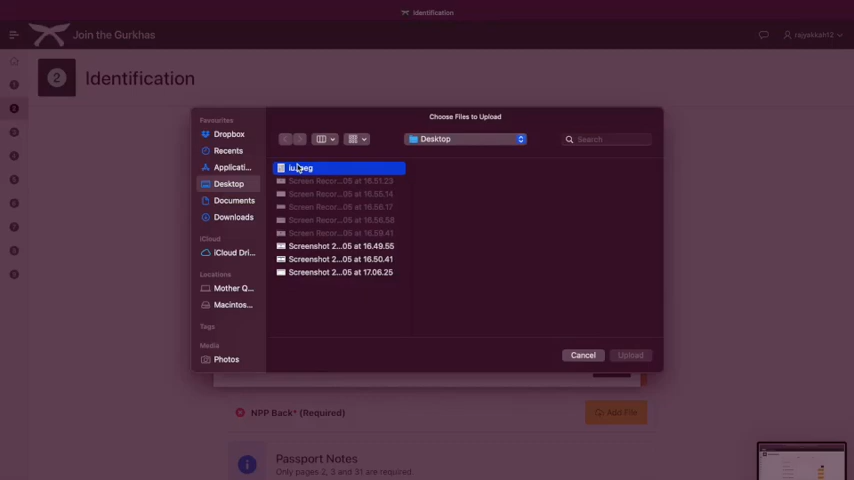 Identification
Join the Gurkhas
rajyakkah12
2 Identification
Choose Files to Upload
Favourites
Dropbox
Recents
Applicati...
Desktop
Documents
Downloads
iCloud
iCloud Dri...
Locations
Mother Q...
Macintos...
Tags
Media
Photos
Desktop
Search
Screen Recor...05 at 16.51.23
Screen Recor...05 at 16.55.14
Screen Recor...05 at 16.56.17
Screen Recor...05 at 16.56.58
Screen Recor...05 at 16.59.41
Screenshot 2...05 at 16.49.55
Screenshot 2...05 at 16.50.41
Screenshot 2...05 at 17.06.25
Cancel
Upload
NPP Back* (Required)
Add File
Passport Notes
Only pages 2, 3 and 31 are required.